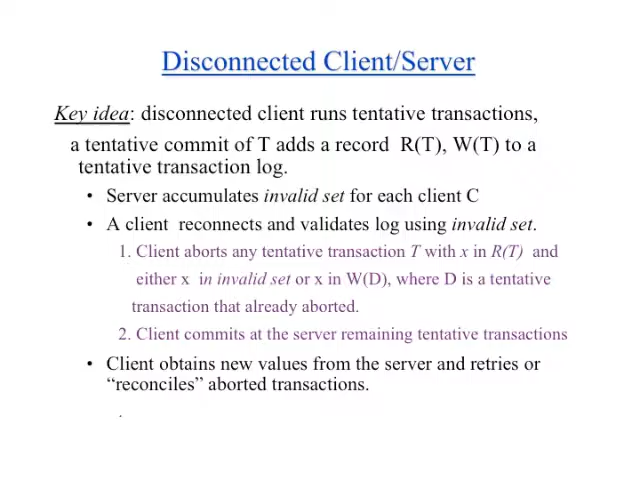 Disconnected Client/Server
Key idea: disconnected client runs tentative transactions,
a tentative commit of T adds a record R(T), W(T) to a
tentative transaction log.
• Server accumulates invalid set for each client C
• A client reconnects and validates log using invalid set.
1. Client aborts any tentative transaction T with x in R(T) and
either x in invalid set or x in W(D), where D is a tentative
transaction that already aborted.
2. Client commits at the server remaining tentative transactions
• Client obtains new values from the server and retries or
“reconciles” aborted transactions.
.